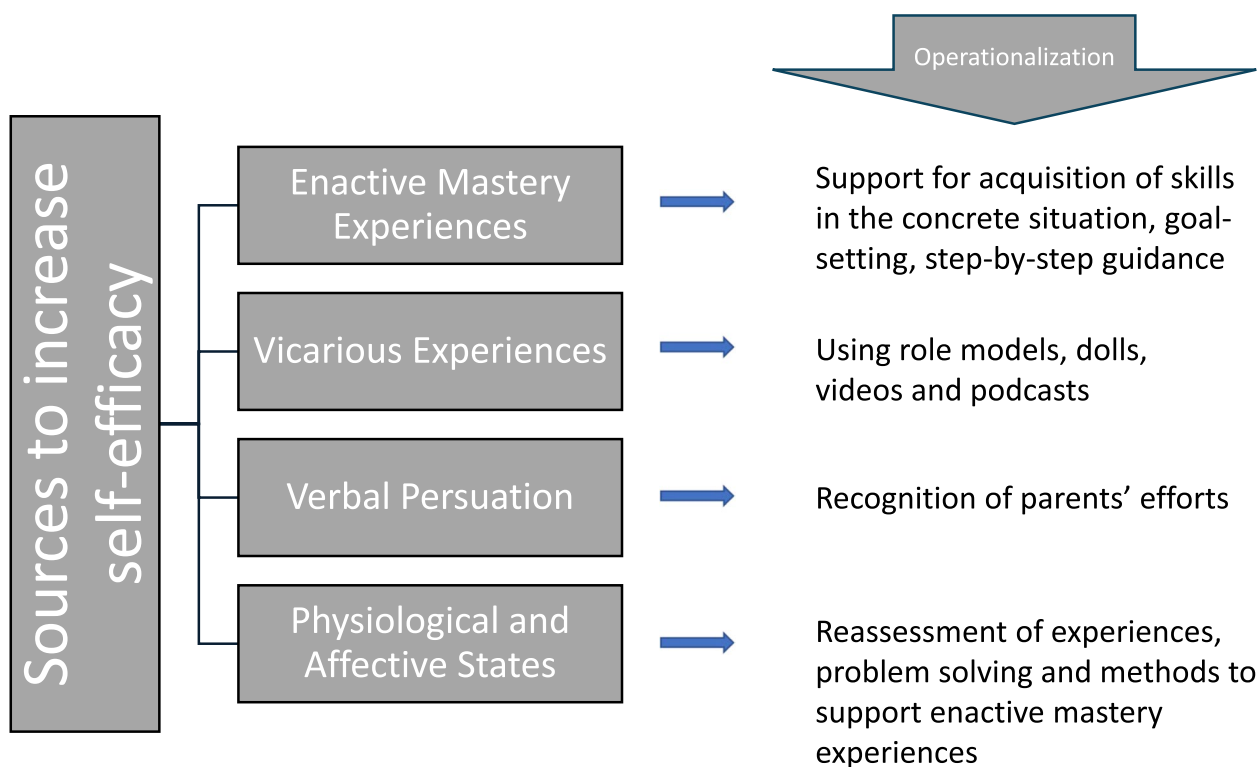 Operationalization
Sources to increase
self-efficacy
Enactive Mastery
Experiences
Support for acquisition of skills
in the concrete situation, goal-
setting, step-by-step guidance
Vicarious Experiences
Using role models, dolls,
videos and podcasts
Verbal Persuation
Recognition of parents’ efforts
Physiological and
Affective States
Reassessment of experiences,
problem solving and methods to
support enactive mastery
experiences